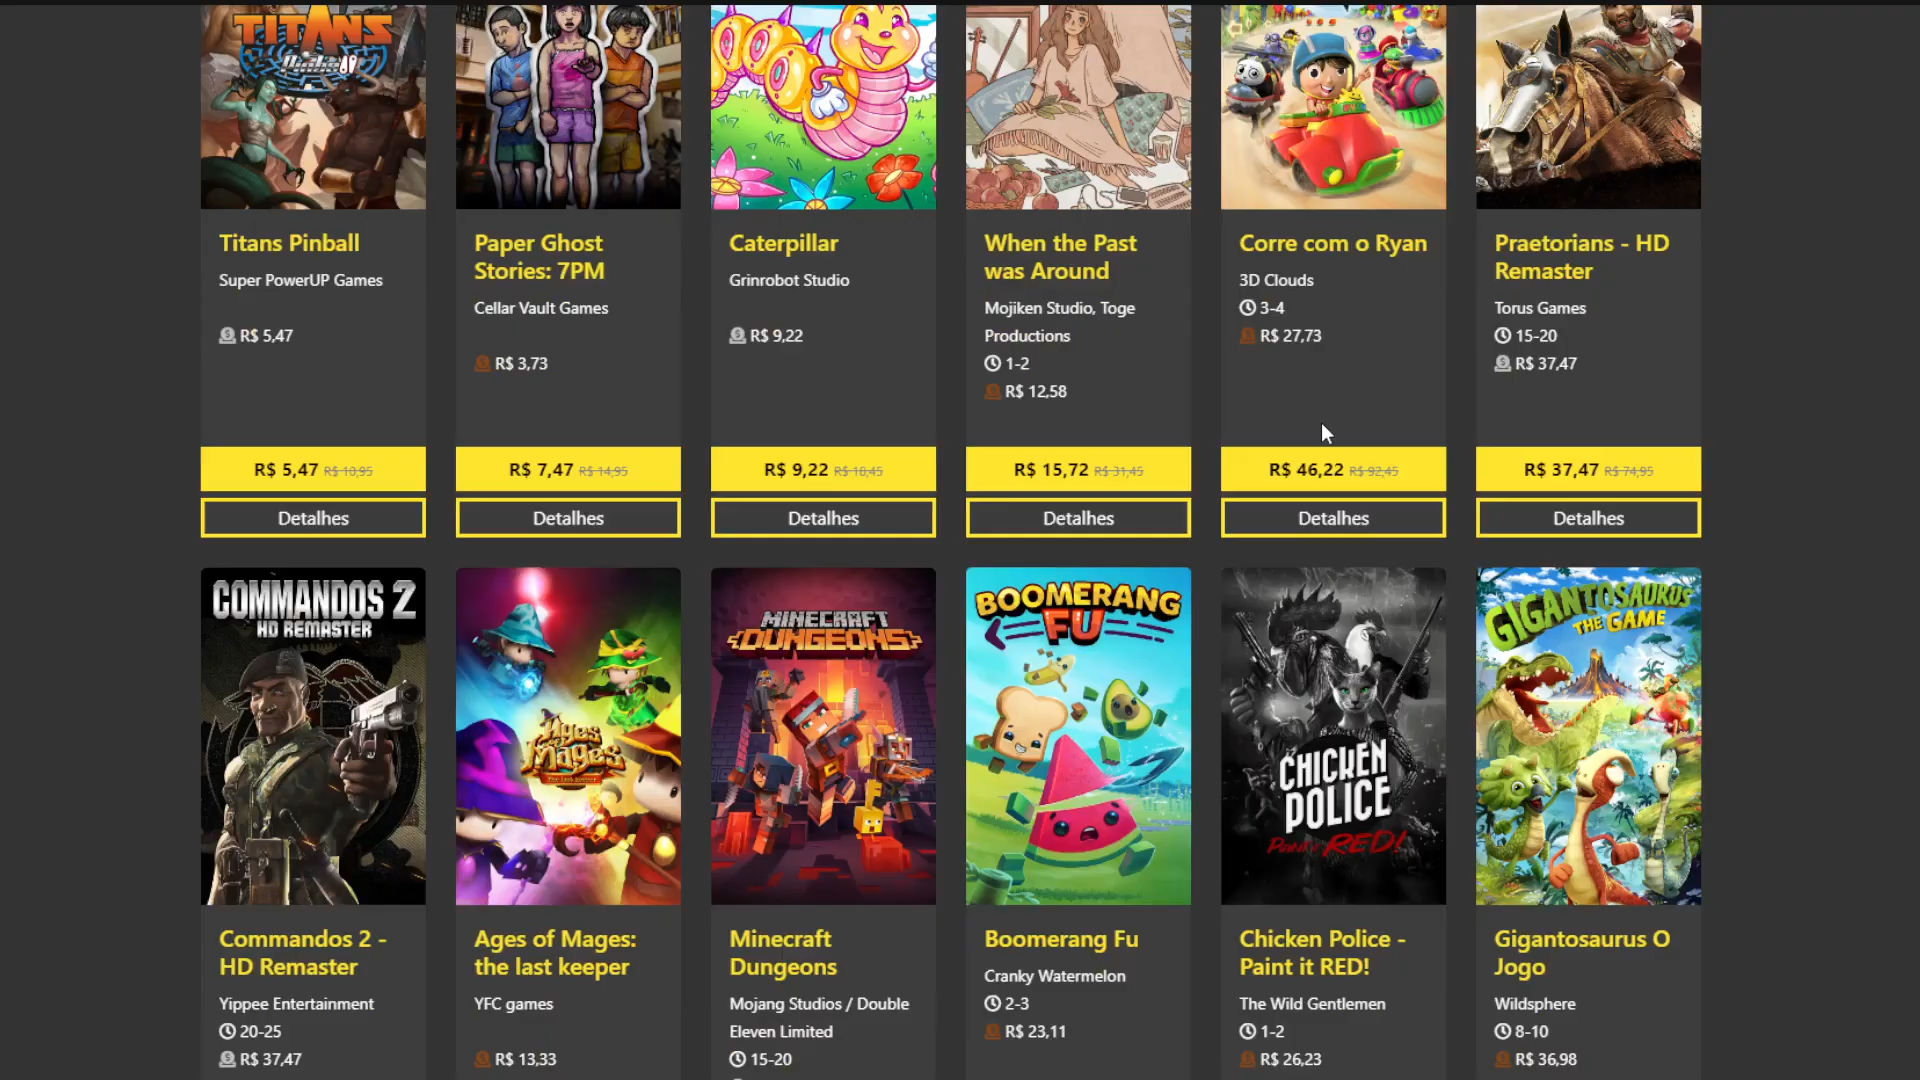 TITANS
Pinball
Titans Pinball
Super PowerUP Games
R$ 5,47
R$ 5,47 R$ 10,95
Detalhes
Paper Ghost
Stories: 7PM
Cellar Vault Games
R$ 3,73
R$ 7,47 R$ 14,95
Detalhes
Caterpillar
Grinrobot Studio
R$ 9,22
R$ 9,22 R$ 18,45
Detalhes
When the Past
was Around
Mojiken Studio, Toge
Productions
1-2
R$ 12,58
R$ 15,72 R$ 31,45
Detalhes
Corre com o Ryan
3D Clouds
3-4
R$ 27,73
R$ 46,22 R$ 92,45
Detalhes
Praetorians - HD
Remaster
Torus Games
15-20
R$ 37,47
R$ 37,47 R$ 74,95
Detalhes
COMMANDOS 2
HD REMASTER
Commandos 2 -
HD Remaster
Yippee Entertainment
20-25
R$ 37,47
Ages of
Mages
The last keeper
Ages of Mages:
the last keeper
YFC games
R$ 13,33
MINECRAFT
DUNGEONS
Minecraft
Dungeons
Mojang Studios / Double
Eleven Limited
15-20
BOOMERANG
FU
Boomerang Fu
Cranky Watermelon
2-3
R$ 23,11
CHICKEN
POLICE
Paint it RED!
Chicken Police -
Paint it RED!
The Wild Gentlemen
1-2
R$ 26,23
GIGANTOSAURUS
THE GAME
Gigantosaurus O
Jogo
Wildsphere
8-10
R$ 36,98